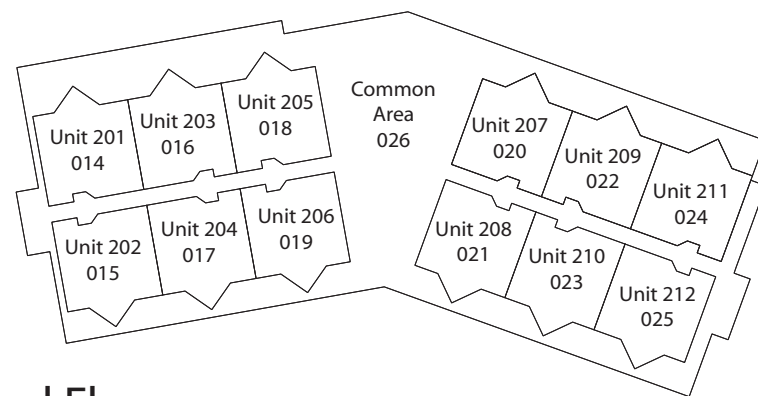 Unit 201
014
Unit 203
016
Unit 205
018
Common
Area
026
Unit 207
020
Unit 209
022
Unit 211
024
Unit 202
015
Unit 204
017
Unit 206
019
Unit 208
021
Unit 210
023
Unit 212
025